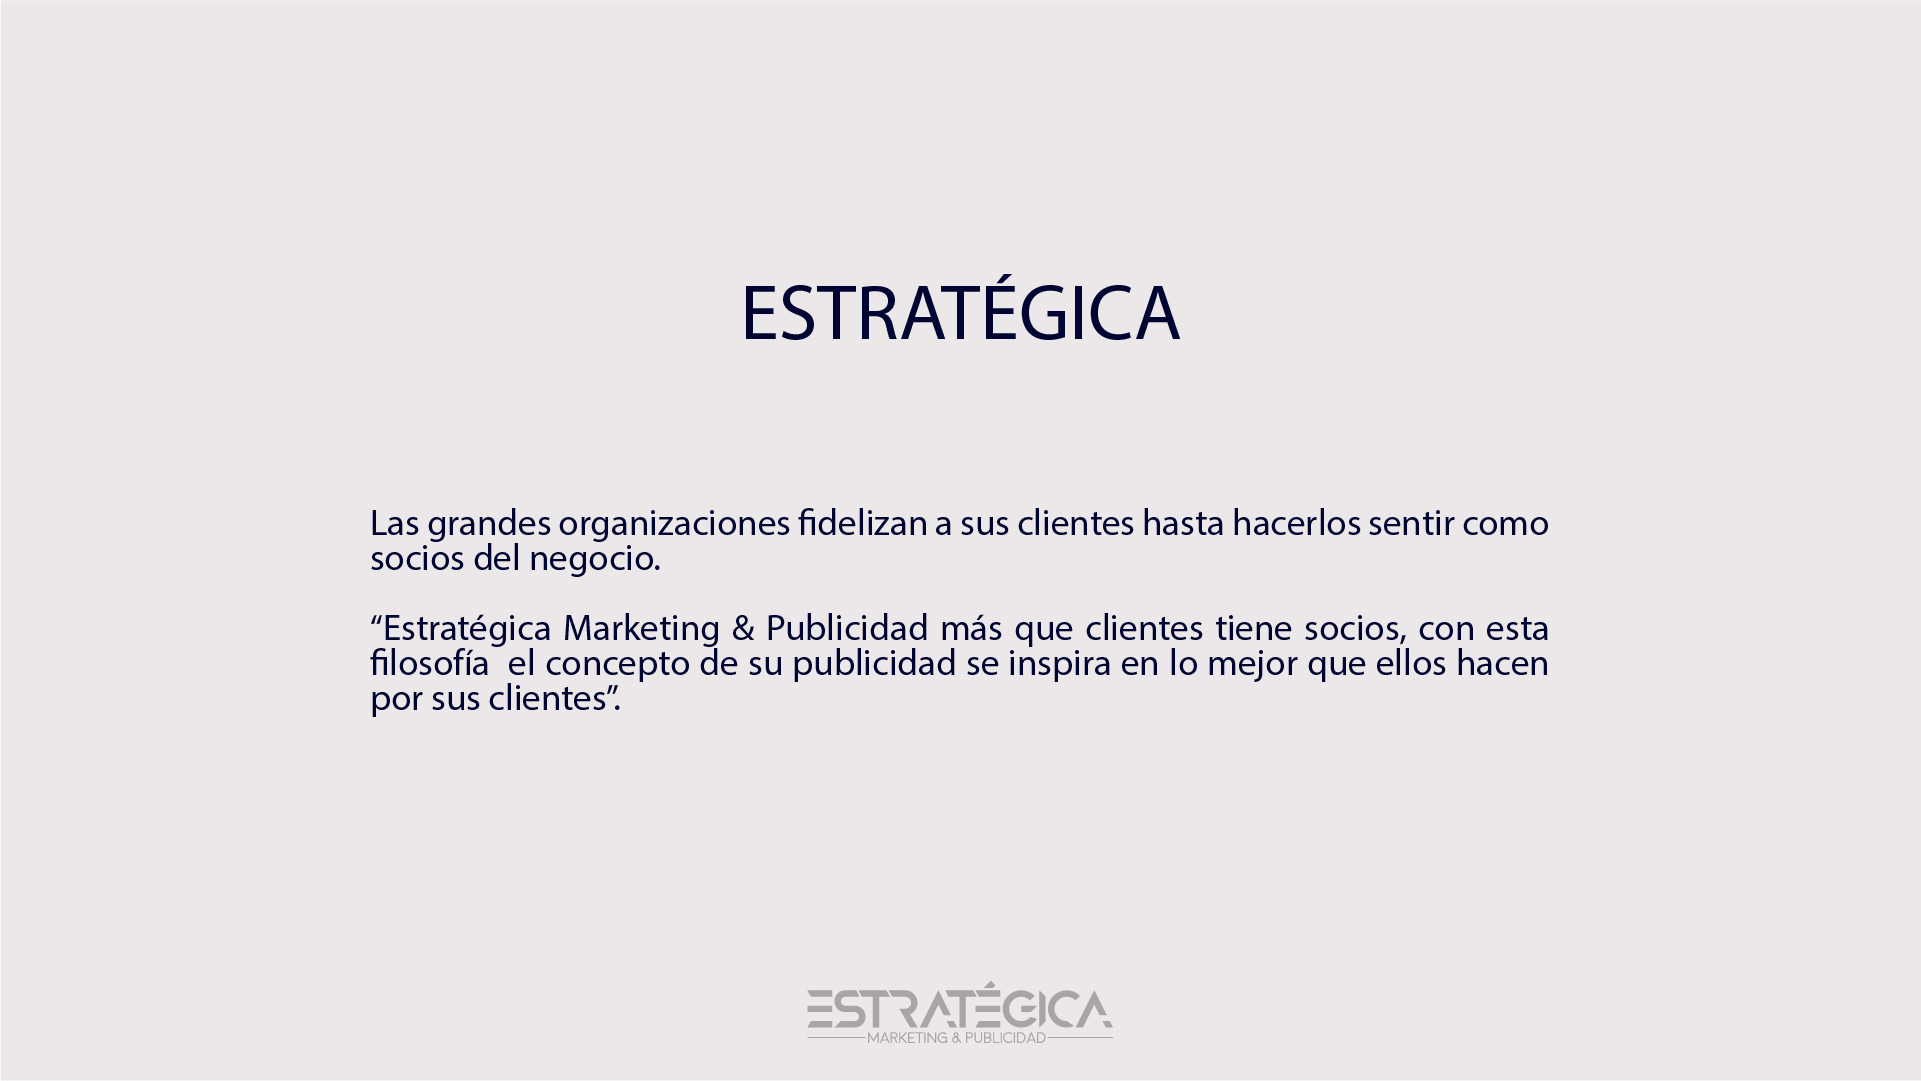 ESTRATÉGICA
Las grandes organizaciones fidelizan a sus clientes hasta hacerlos sentir como
socios del negocio.
“Estratégica Marketing & Publicidad más que clientes tiene socios, con esta
filosofía  el concepto de su publicidad se inspira en lo mejor que ellos hacen
por sus clientes”.
ESTRATÉGICA
MARKETING & PUBLICIDAD